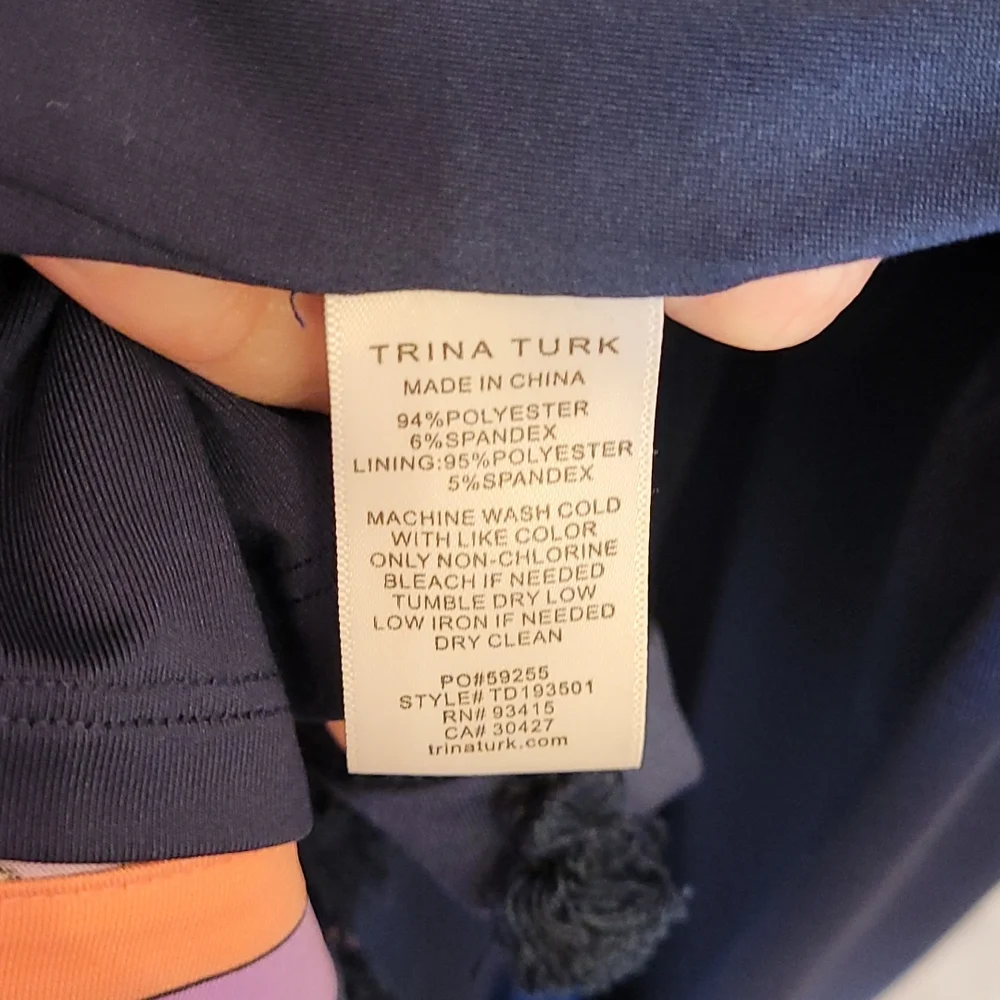 TRINA TURK
MADE IN CHINA
94%POLYESTER
6%SPANDEX
LINING:95%POLYESTER
5%SPANDEX
MACHINE WASH COLD
WITH LIKE COLOR
ONLY NON-CHLORINE
BLEACH IF NEEDED
TUMBLE DRY LOW
LOW IRON IF NEEDED
DRY CLEAN
PO#59255
STYLE# TD193501
RN# 93415
CA# 30427
trinaturk.com